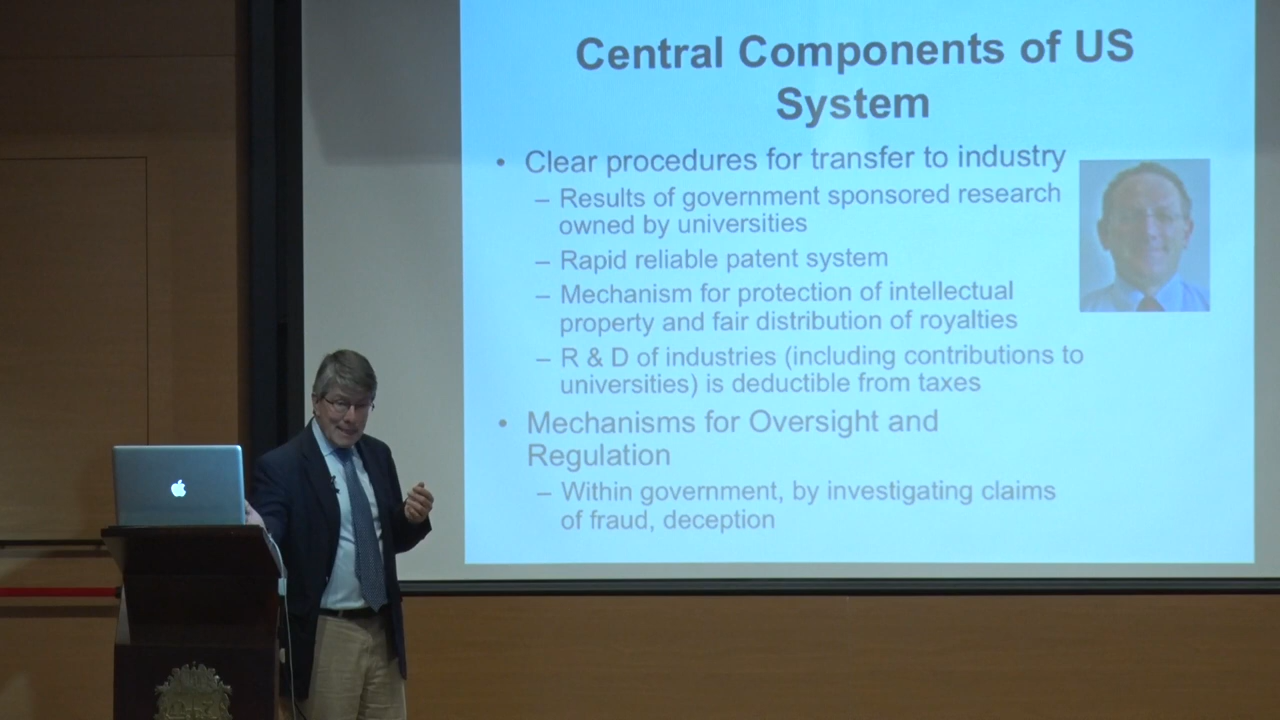 Central Components of US
System
• Clear procedures for transfer to industry
– Results of government sponsored research
owned by universities
– Rapid reliable patent system
– Mechanism for protection of intellectual
property and fair distribution of royalties
– R & D of industries (including contributions to
universities) is deductible from taxes
• Mechanisms for Oversight and
Regulation
– Within government, by investigating claims
of fraud, deception